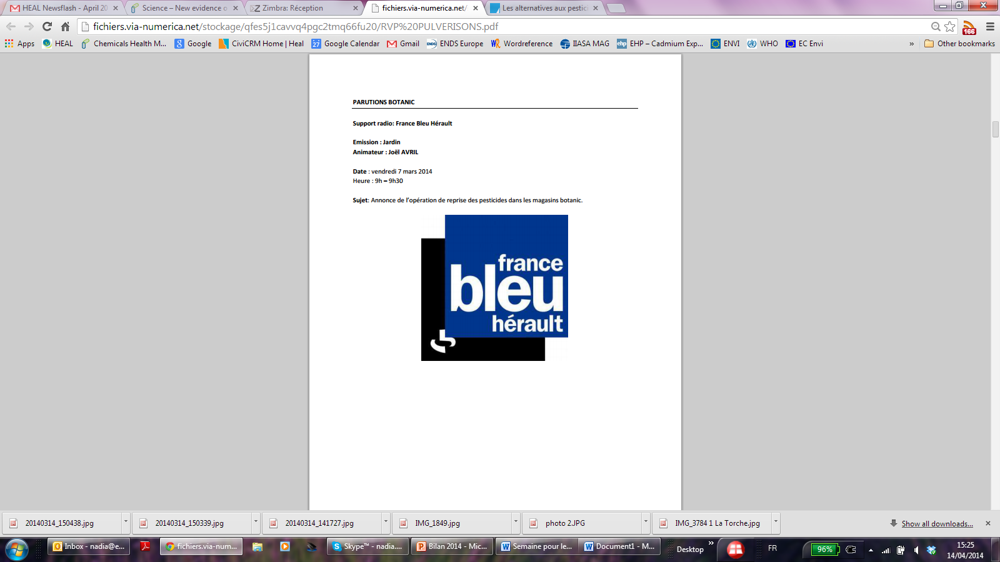 HEAL Newsflash - April 20
Science – New evidence o
Zimbra: Réception
fichiers.via-numerica.net/
Les alternatives aux pestici
fichiers.via-numerica.net/stockage/qfes5j1cavvq4pgc2tmq66fu20/RVP%20PULVERISONS.pdf
166
Apps HEAL Chemicals Health M... Google CiviCRM Home | Heal 27 Google Calendar Gmail ENDS Europe Wordreference IIASA MAG ehp EHP – Cadmium Exp... ENVI WHO EC Envi » Other bookmarks
PARUTIONS BOTANIC
Support radio: France Bleu Hérault
Emission : Jardin
Animateur : Joël AVRIL
Date : vendredi 7 mars 2014
Heure : 9h – 9h30
Sujet: Annonce de l'opération de reprise des pesticides dans les magasins botanic.
france
bleu
hérault
20140314_150438.jpg 20140314_150339.jpg 20140314_141727.jpg IMG_1849.jpg photo 2.JPG IMG_3784 1 La Torche.jpg Show all downloads...
Inbox - nadia@e... fichiers.via-num... Skype™ - nadia.... Bilan 2014 - Mic... Semaine pour le... Document1 - M... Desktop » FR 96% 15:25
14/04/2014